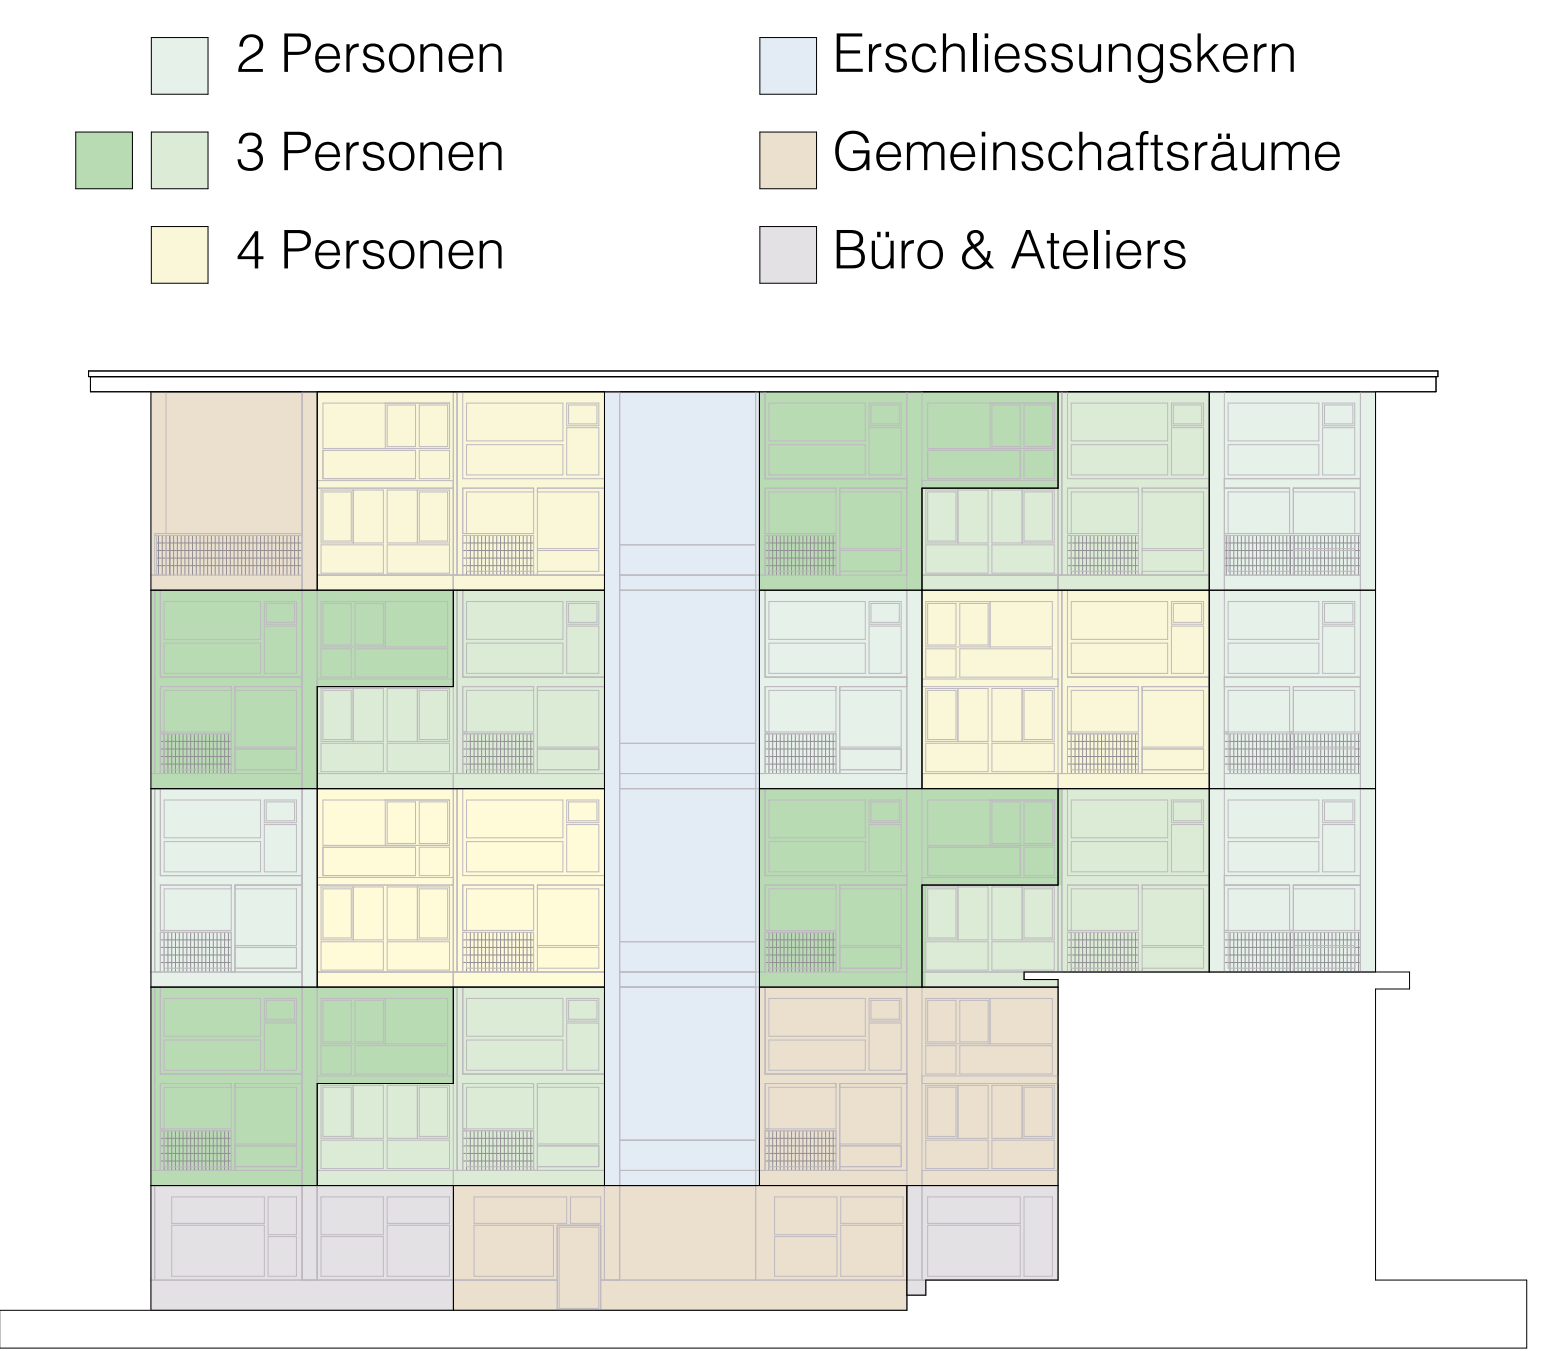 2 Personen
3 Personen
4 Personen
Erschliessungskern
Gemeinschaftsräume
Büro & Ateliers